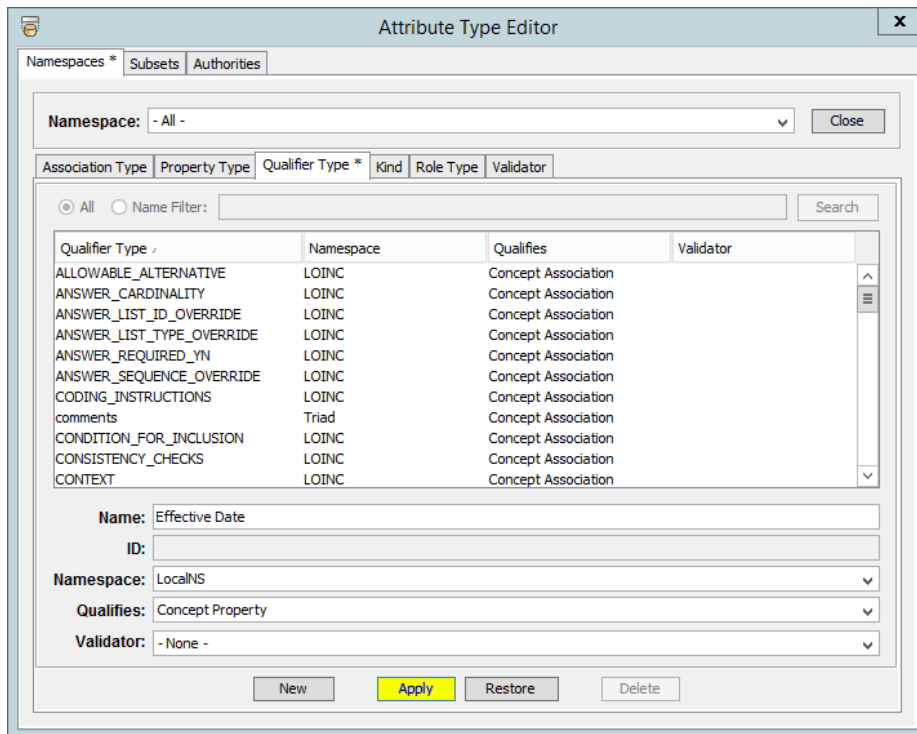 Attribute Type Editor x
Namespaces * Subsets Authorities
Namespace: - All - Close
Association Type Property Type Qualifier Type * Kind Role Type Validator
All Name Filter: Search
Qualifier Type Namespace Qualifies Validator
ALLOWABLE_ALTERNATIVE LOINC Concept Association
ANSWER_CARDINALITY LOINC Concept Association
ANSWER_LIST_ID_OVERRIDE LOINC Concept Association
ANSWER_LIST_TYPE_OVERRIDE LOINC Concept Association
ANSWER_REQUIRED_YN LOINC Concept Association
ANSWER_SEQUENCE_OVERRIDE LOINC Concept Association
CODING_INSTRUCTIONS LOINC Concept Association
comments Triad Concept Association
CONDITION_FOR_INCLUSION LOINC Concept Association
CONSISTENCY_CHECKS LOINC Concept Association
CONTEXT LOINC Concept Association
Name: Effective Date
ID:
Namespace: LocalNS
Qualifies: Concept Property
Validator: - None -
New Apply Restore Delete